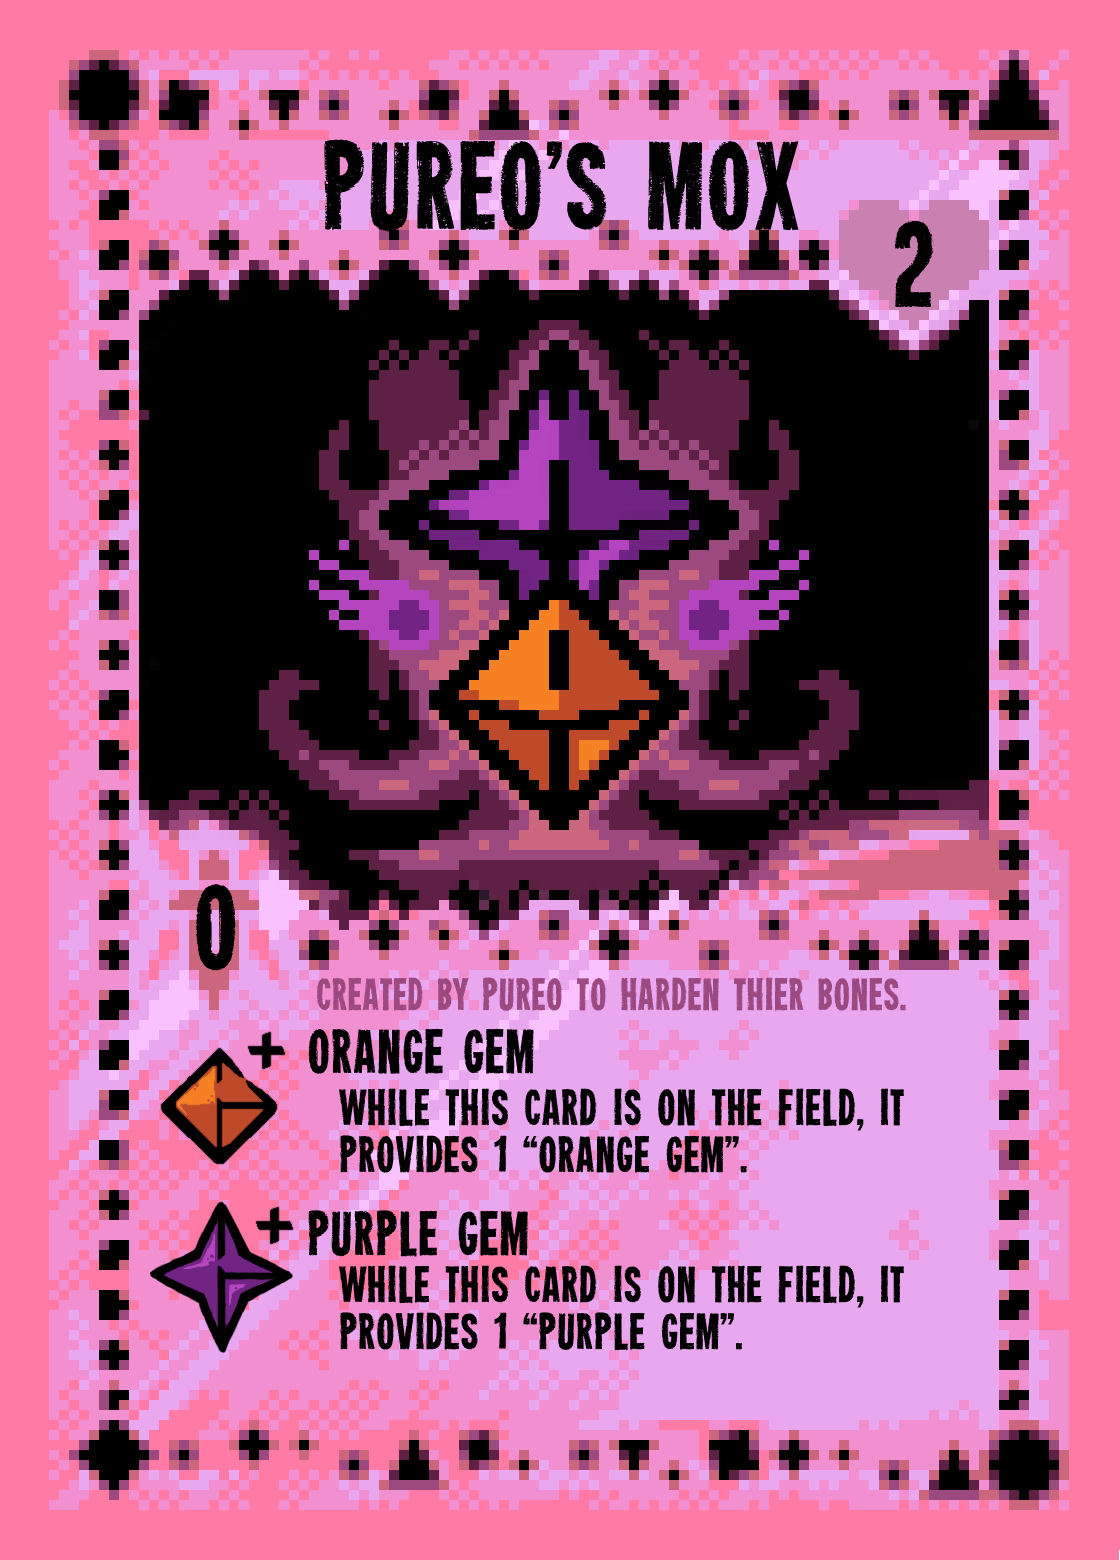 PUREO'S MOX
2
0
CREATED BY PUREO TO HARDEN THIER BONES.
ORANGE GEM
WHILE THIS CARD IS ON THE FIELD, IT
PROVIDES 1 “ORANGE GEM”.
PURPLE GEM
WHILE THIS CARD IS ON THE FIELD, IT
PROVIDES 1 “PURPLE GEM”.